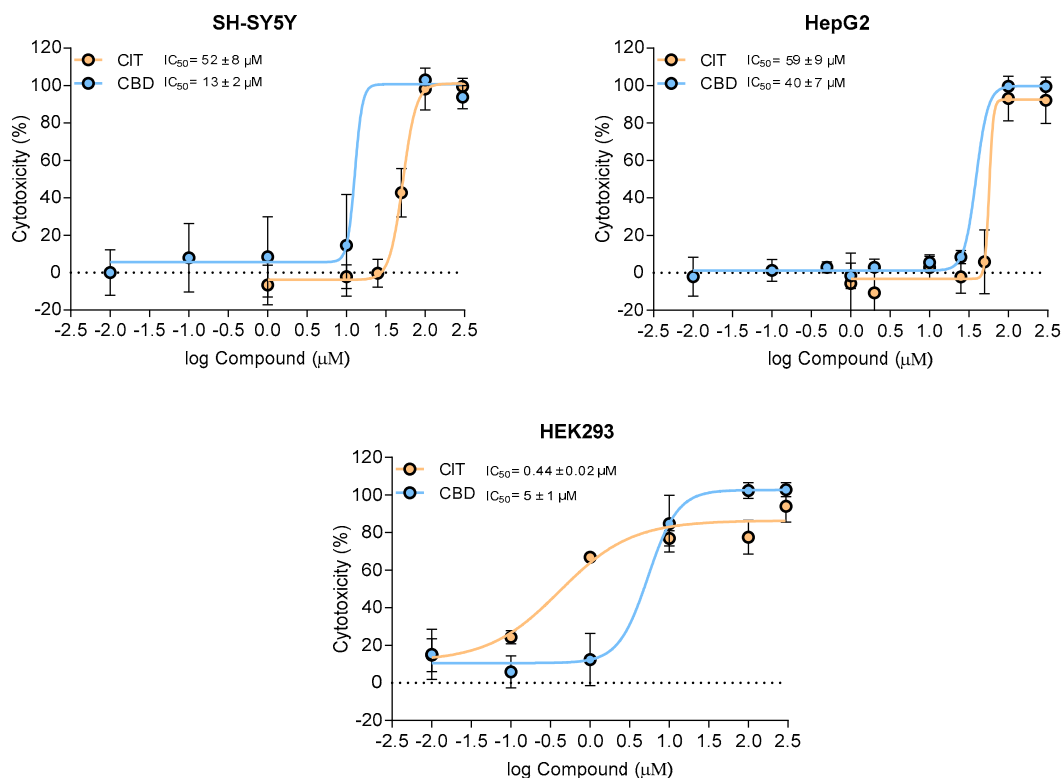 SH-SY5Y
CIT IC50 = 52 ± 8 µM
CBD IC50 = 13 ± 2 µM
Cytotoxicity (%)
120
100
80
60
40
20
0
-20
-2.5 -2.0 -1.5 -1.0 -0.5 0.0 0.5 1.0 1.5 2.0 2.5
log Compound (µM)
HepG2
CIT IC50 = 59 ± 9 µM
CBD IC50 = 40 ± 7 µM
Cytotoxicity (%)
120
100
80
60
40
20
0
-20
-2.5 -2.0 -1.5 -1.0 -0.5 0.0 0.5 1.0 1.5 2.0 2.5
log Compound (µM)
HEK293
CIT IC50 = 0.44 ± 0.02 µM
CBD IC50 = 5 ± 1 µM
Cytotoxicity (%)
120
100
80
60
40
20
0
-20
-2.5 -2.0 -1.5 -1.0 -0.5 0.0 0.5 1.0 1.5 2.0 2.5
log Compound (µM)